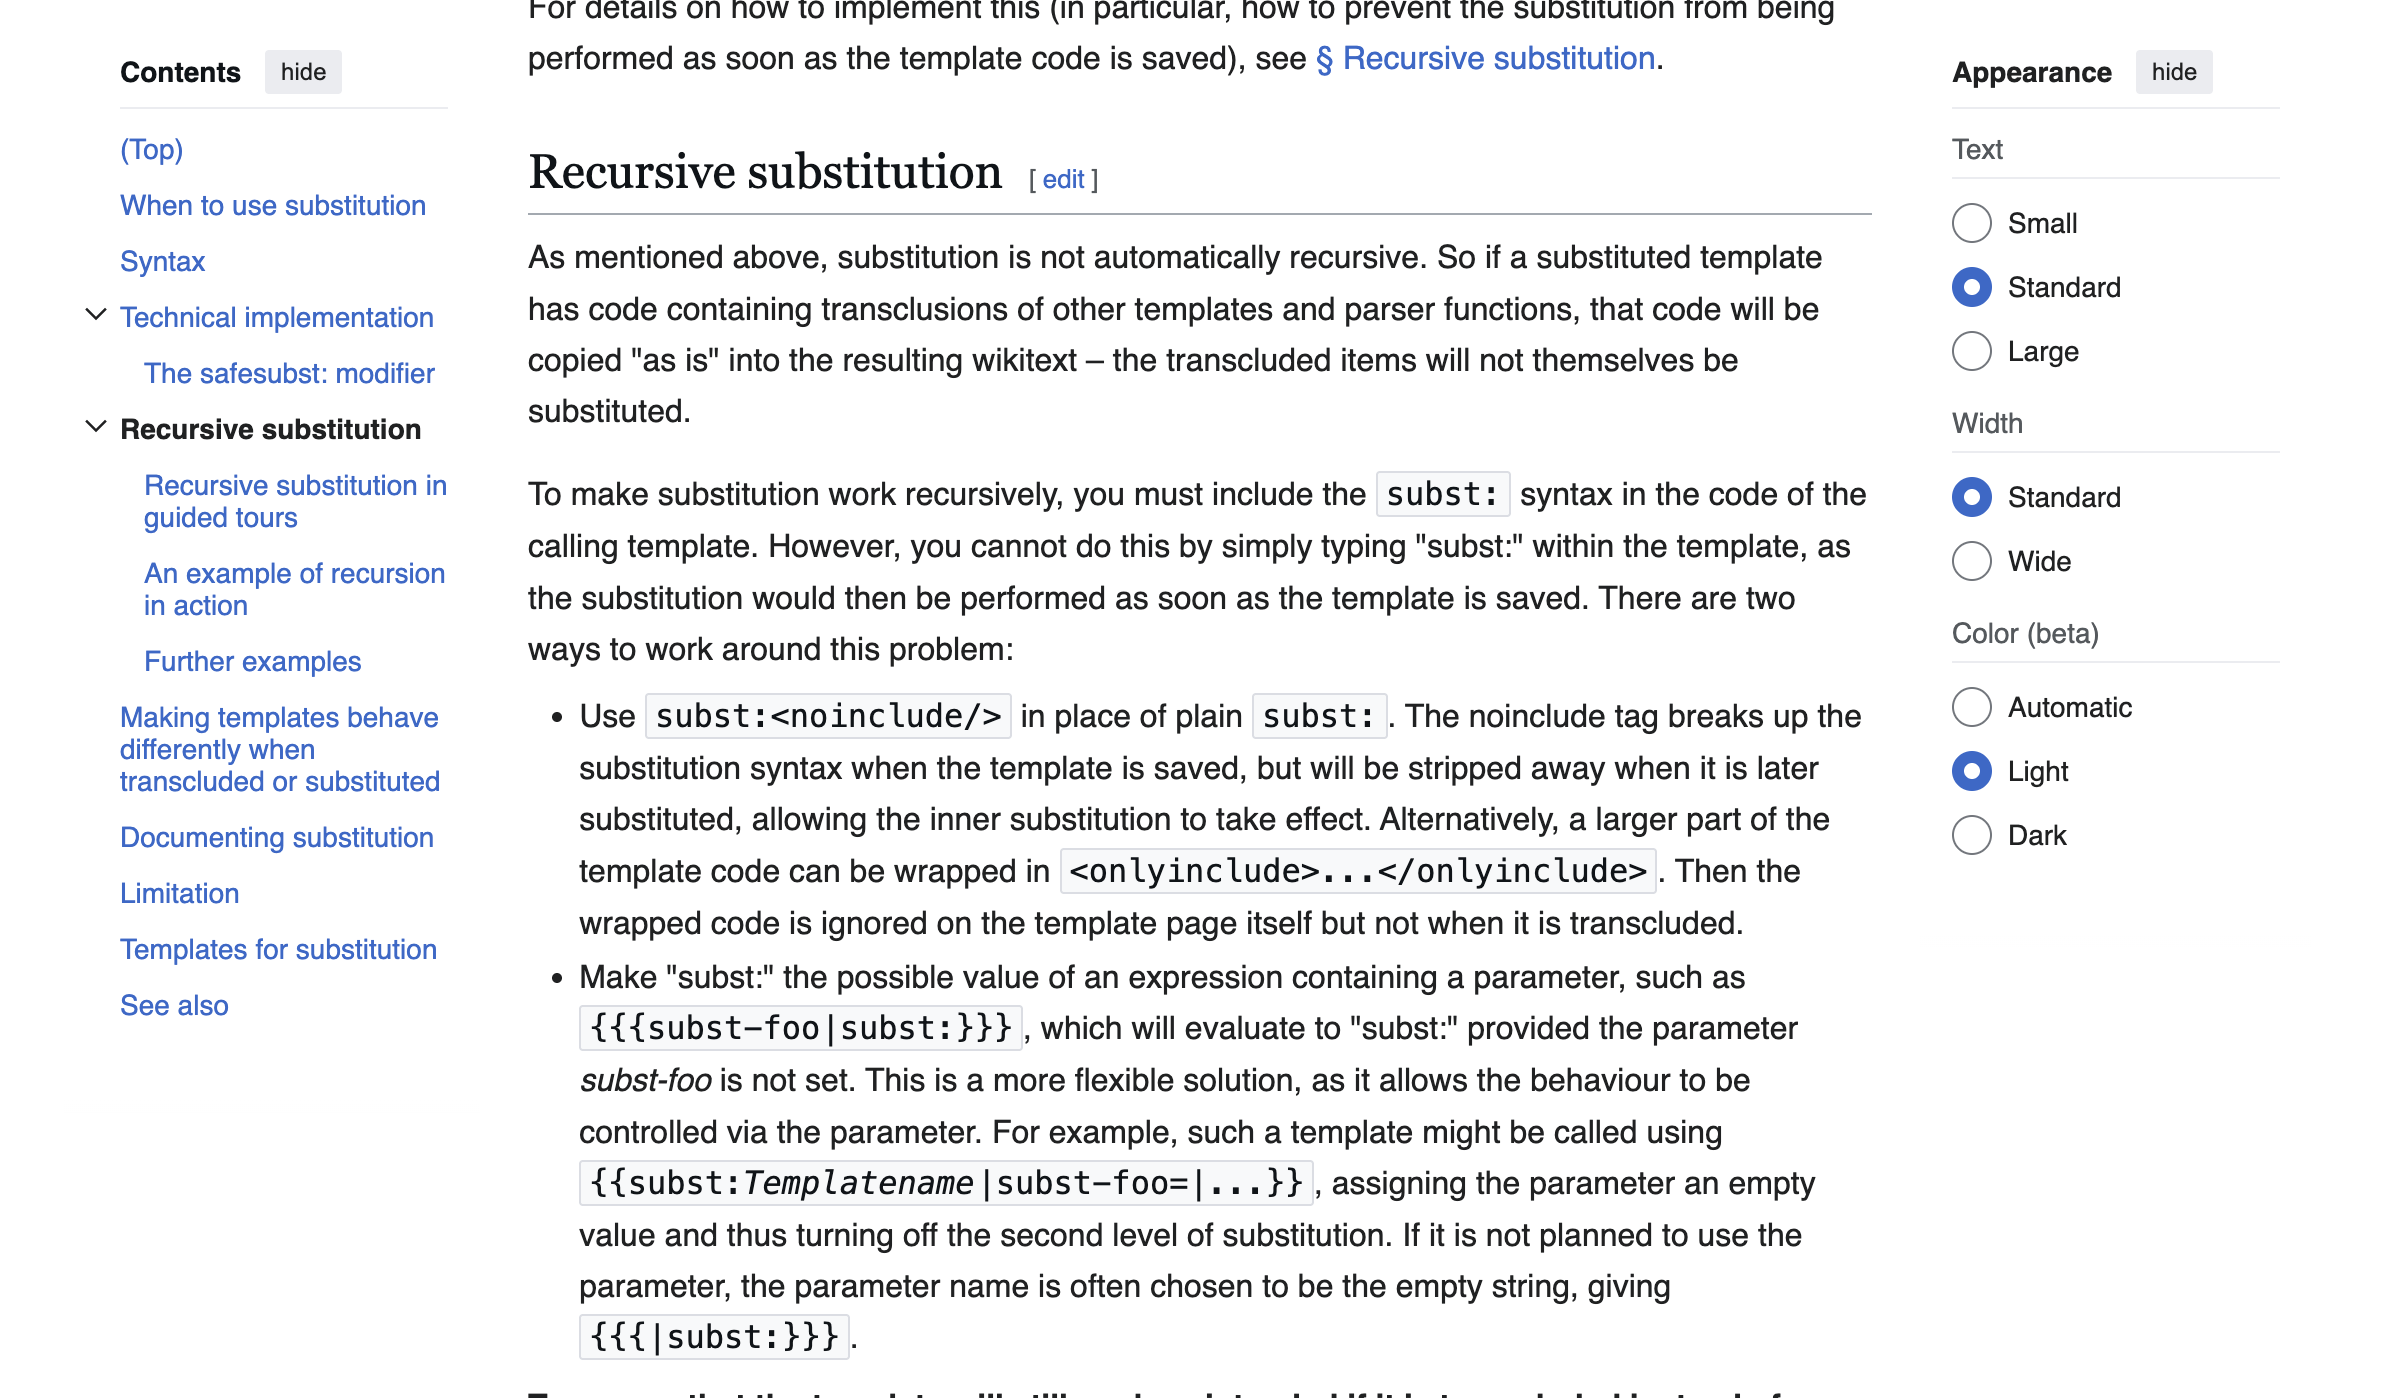 Contents hide
(Top)
When to use substitution
Syntax
Technical implementation
The safesubst: modifier
Recursive substitution
Recursive substitution in
guided tours
An example of recursion
in action
Further examples
Making templates behave
differently when
transcluded or substituted
Documenting substitution
Limitation
Templates for substitution
See also
For details on how to implement this (in particular, how to prevent the substitution from being
performed as soon as the template code is saved), see § Recursive substitution.
Recursive substitution [ edit ]
As mentioned above, substitution is not automatically recursive. So if a substituted template
has code containing transclusions of other templates and parser functions, that code will be
copied "as is" into the resulting wikitext – the transcluded items will not themselves be
substituted.
To make substitution work recursively, you must include the subst: syntax in the code of the
calling template. However, you cannot do this by simply typing "subst:" within the template, as
the substitution would then be performed as soon as the template is saved. There are two
ways to work around this problem:
• Use subst:<noinclude/> in place of plain subst:. The noinclude tag breaks up the
substitution syntax when the template is saved, but will be stripped away when it is later
substituted, allowing the inner substitution to take effect. Alternatively, a larger part of the
template code can be wrapped in <onlyinclude>...</onlyinclude>. Then the
wrapped code is ignored on the template page itself but not when it is transcluded.
• Make "subst:" the possible value of an expression containing a parameter, such as
{{{subst-foo|subst:}}}, which will evaluate to "subst:" provided the parameter
subst-foo is not set. This is a more flexible solution, as it allows the behaviour to be
controlled via the parameter. For example, such a template might be called using
{{subst:Templatename|subst-foo=|...}}, assigning the parameter an empty
value and thus turning off the second level of substitution. If it is not planned to use the
parameter, the parameter name is often chosen to be the empty string, giving
{{{|subst:}}}.
Appearance hide
Text
Small
Standard
Large
Width
Standard
Wide
Color (beta)
Automatic
Light
Dark